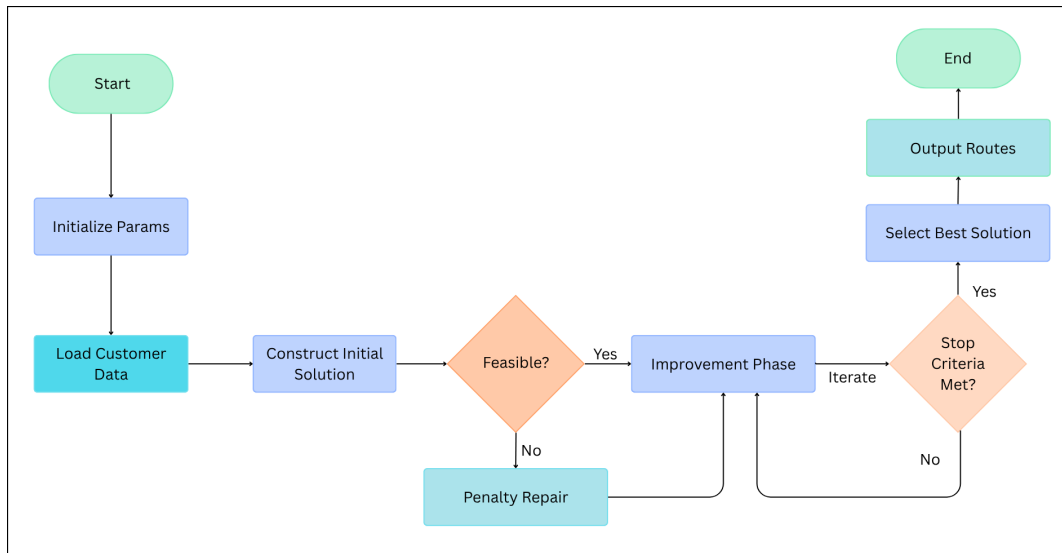 Start
Initialize Params
Load Customer
Data
Construct Initial
Solution
Feasible?
Yes
No
Penalty Repair
Improvement Phase
Iterate
Stop
Criteria
Met?
No
Yes
Select Best Solution
Output Routes
End